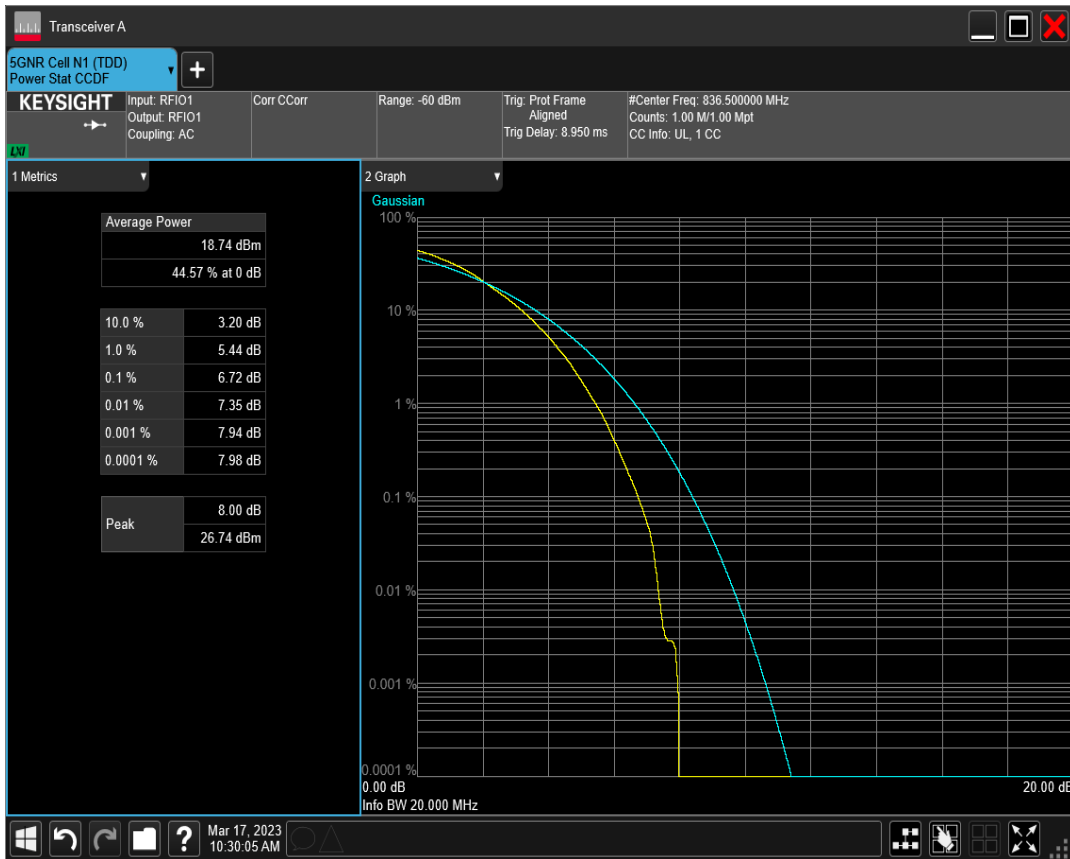 Transceiver A
5GNR Cell N1 (TDD)
Power Stat CCDF
+
KEYSIGHT
LXI
Input: RFIO1
Output: RFIO1
Coupling: AC
Corr CCorr
Range: -60 dBm
Trig: Prot Frame
Aligned
Trig Delay: 8.950 ms
#Center Freq: 836.500000 MHz
Counts: 1.00 M/1.00 Mpt
CC Info: UL, 1 CC
1 Metrics
Average Power
18.74 dBm
44.57 % at 0 dB
10.0 % 3.20 dB
1.0 % 5.44 dB
0.1 % 6.72 dB
0.01 % 7.35 dB
0.001 % 7.94 dB
0.0001 % 7.98 dB
Peak
8.00 dB
26.74 dBm
2 Graph
Gaussian
100 %
10 %
1 %
0.1 %
0.01 %
0.001 %
0.0001 %
0.00 dB 20.00 dB
Info BW 20.000 MHz
?
Mar 17, 2023
10:30:05 AM